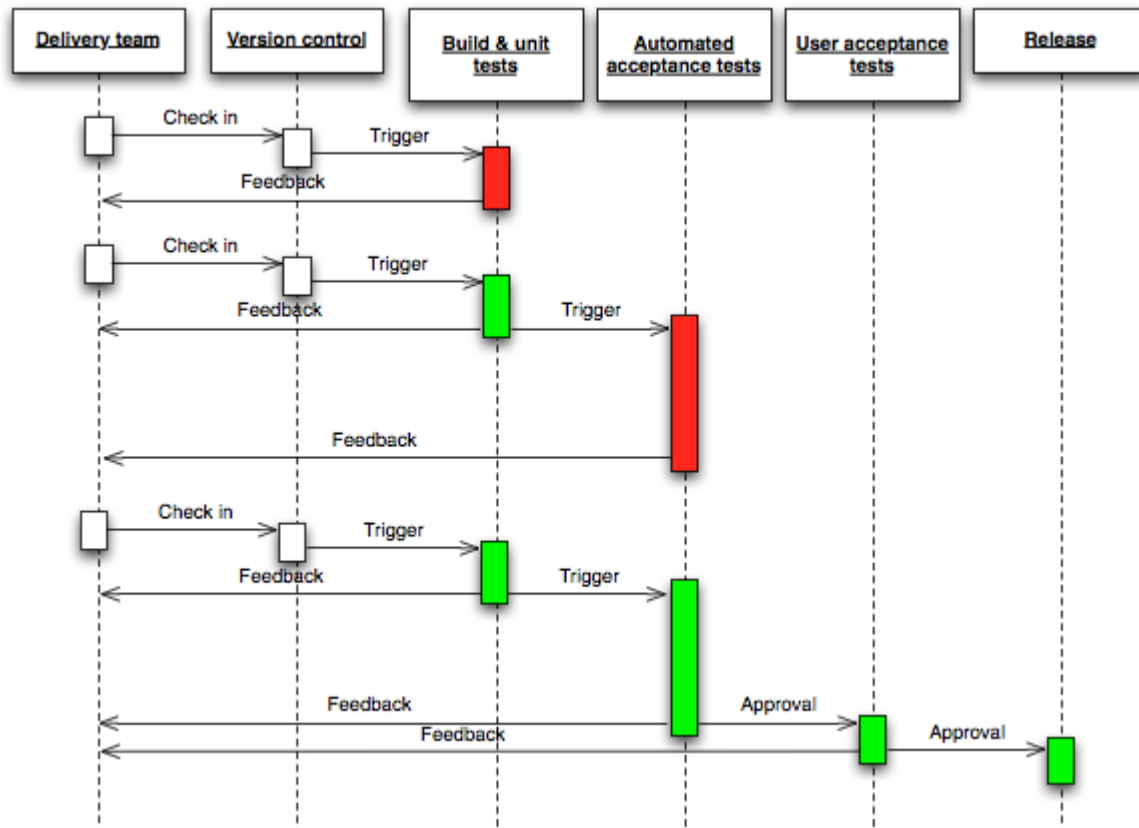 Delivery team
Version control
Build & unit
tests
Automated
acceptance tests
User acceptance
tests
Release
Check in
Trigger
Feedback
Check in
Trigger
Feedback
Trigger
Feedback
Check in
Trigger
Feedback
Trigger
Feedback
Approval
Feedback
Approval